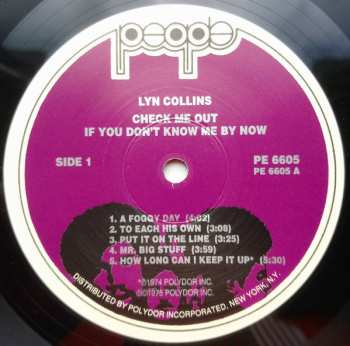 people
LYN COLLINS
CHECK ME OUT
IF YOU DON'T KNOW ME BY NOW
SIDE 1
PE 6605
PE 6605 A
1. A FOGGY DAY (4:02)
2. TO EACH HIS OWN (3:08)
3. PUT IT ON THE LINE (3:25)
4. MR. BIG STUFF (3:59)
5. HOW LONG CAN I KEEP IT UP* (5:30)
*℗1974 POLYDOR INC.
℗1975 POLYDOR INC.
DISTRIBUTED BY POLYDOR INCORPORATED, NEW YORK, N.Y.